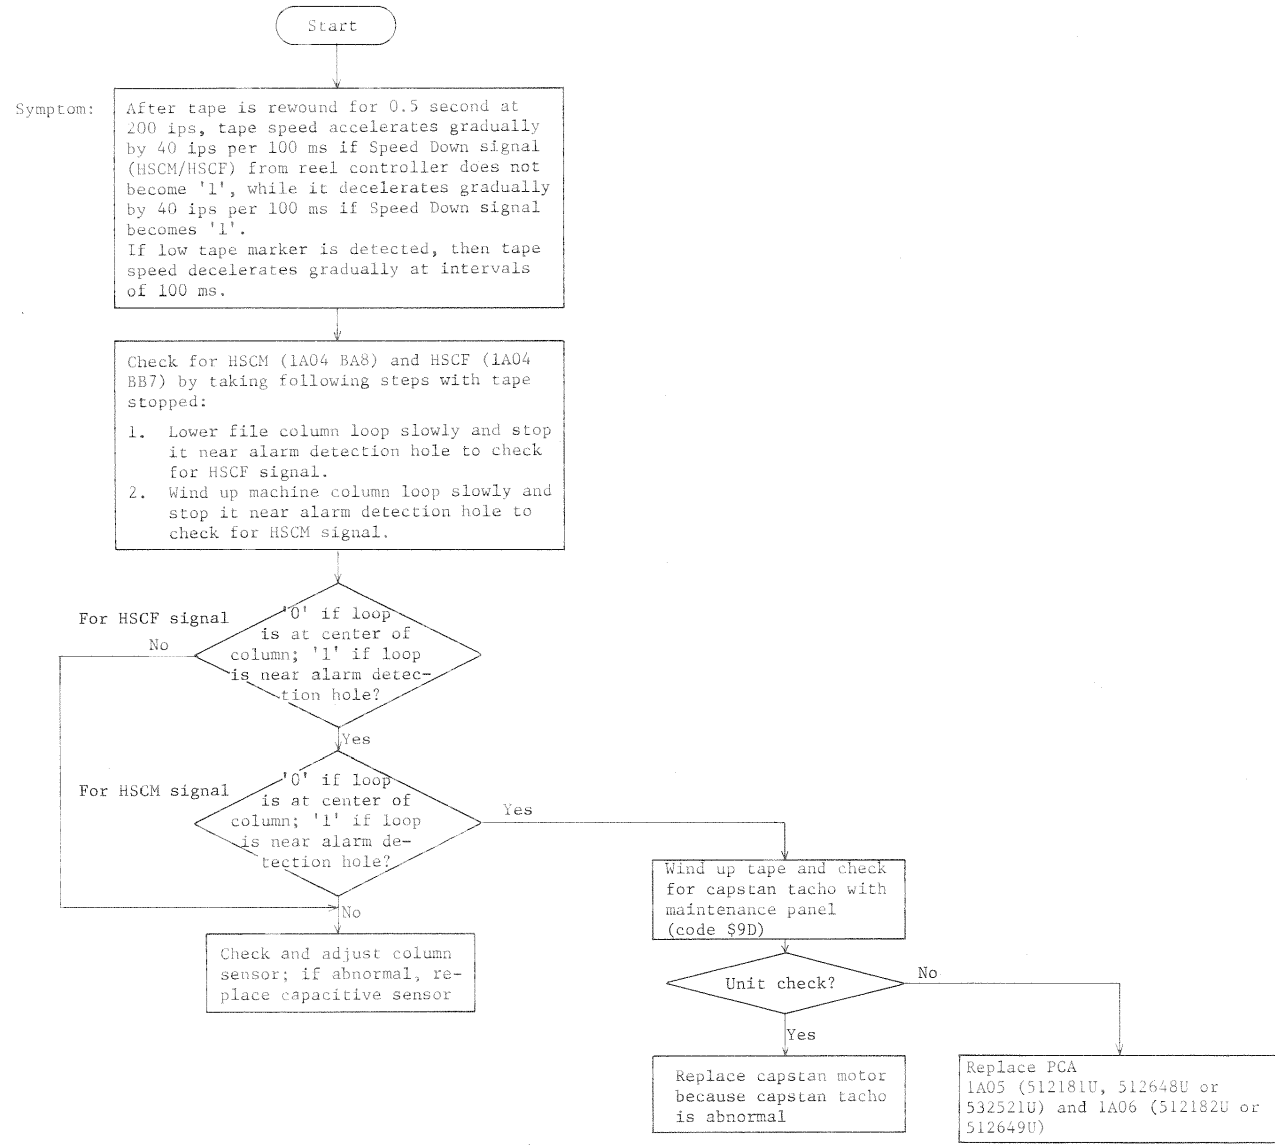 Start
Symptom:
After tape is rewound for 0.5 second at
200 ips, tape speed accelerates gradually
by 40 ips per 100 ms if Speed Down signal
(HSCM/HSCF) from reel controller does not
become '1', while it decelerates gradually
by 40 ips per 100 ms if Speed Down signal
becomes '1'.
If low tape marker is detected, then tape
speed decelerates gradually at intervals
of 100 ms.
Check for HSCM (1A04 BA8) and HSCF (1A04
BB7) by taking following steps with tape
stopped:
1. Lower file column loop slowly and stop
it near alarm detection hole to check
for HSCF signal.
2. Wind up machine column loop slowly and
stop it near alarm detection hole to
check for HSCM signal.
For HSCF signal
'0' if loop
is at center of
column; '1' if loop
is near alarm detec-
tion hole?
No
Yes
For HSCM signal
'0' if loop
is at center of
column; '1' if loop
is near alarm de-
tection hole?
Yes
No
Check and adjust column
sensor; if abnormal, re-
place capacitive sensor
Wind up tape and check
for capstan tacho with
maintenance panel
(code $9D)
Unit check?
No
Yes
Replace capstan motor
because capstan tacho
is abnormal
Replace PCA
1A05 (512181U, 512648U or
532521U) and 1A06 (512182U or
512649U)